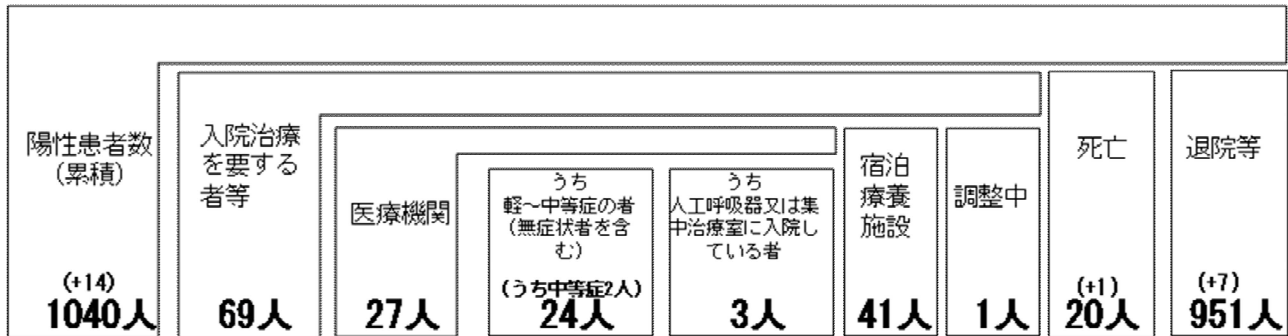 陽性患者数
(累積)
(+14)
1040人
入院治療
を要する
者等
69人
医療機関
27人
うち
軽～中等症の者
(無症状者を含
む)
(うち中等症2人)
24人
うち
人工呼吸器又は集
中治療室に入院し
ている者
3人
宿泊
療養
施設
41人
調整中
1人
死亡
(+1)
20人
退院等
(+7)
951人